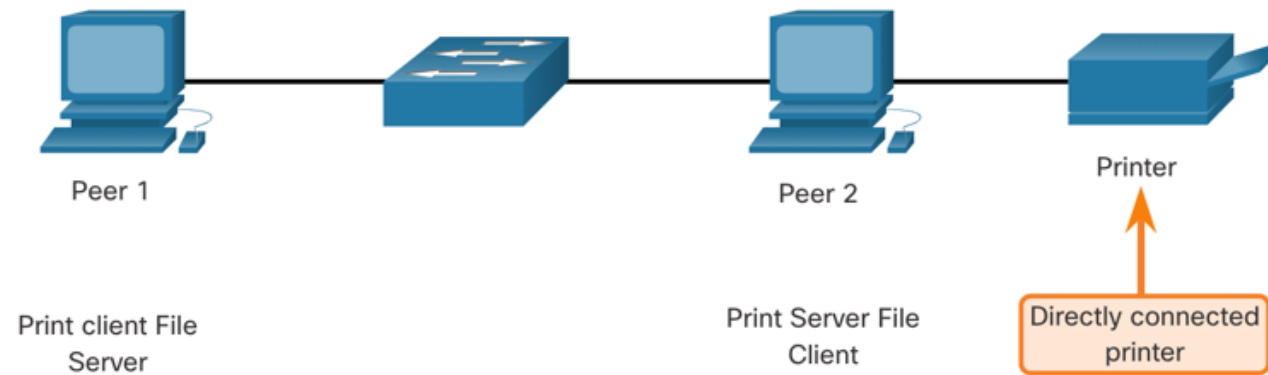 Peer 1
Peer 2
Printer
Print client File
Server
Print Server File
Client
Directly connected
printer